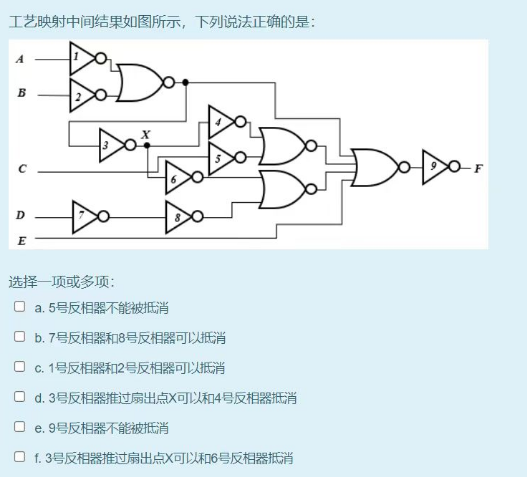 工艺映射中间结果如图所示，下列说法正确的是：
A
1
B
2
4
3
X
5
C
6
9
F
D
7
8
E
选择一项或多项：
a. 5号反相器不能被抵消
b. 7号反相器和8号反相器可以抵消
c. 1号反相器和2号反相器可以抵消
d. 3号反相器推过扇出点X可以和4号反相器抵消
e. 9号反相器不能被抵消
f. 3号反相器推过扇出点X可以和6号反相器抵消